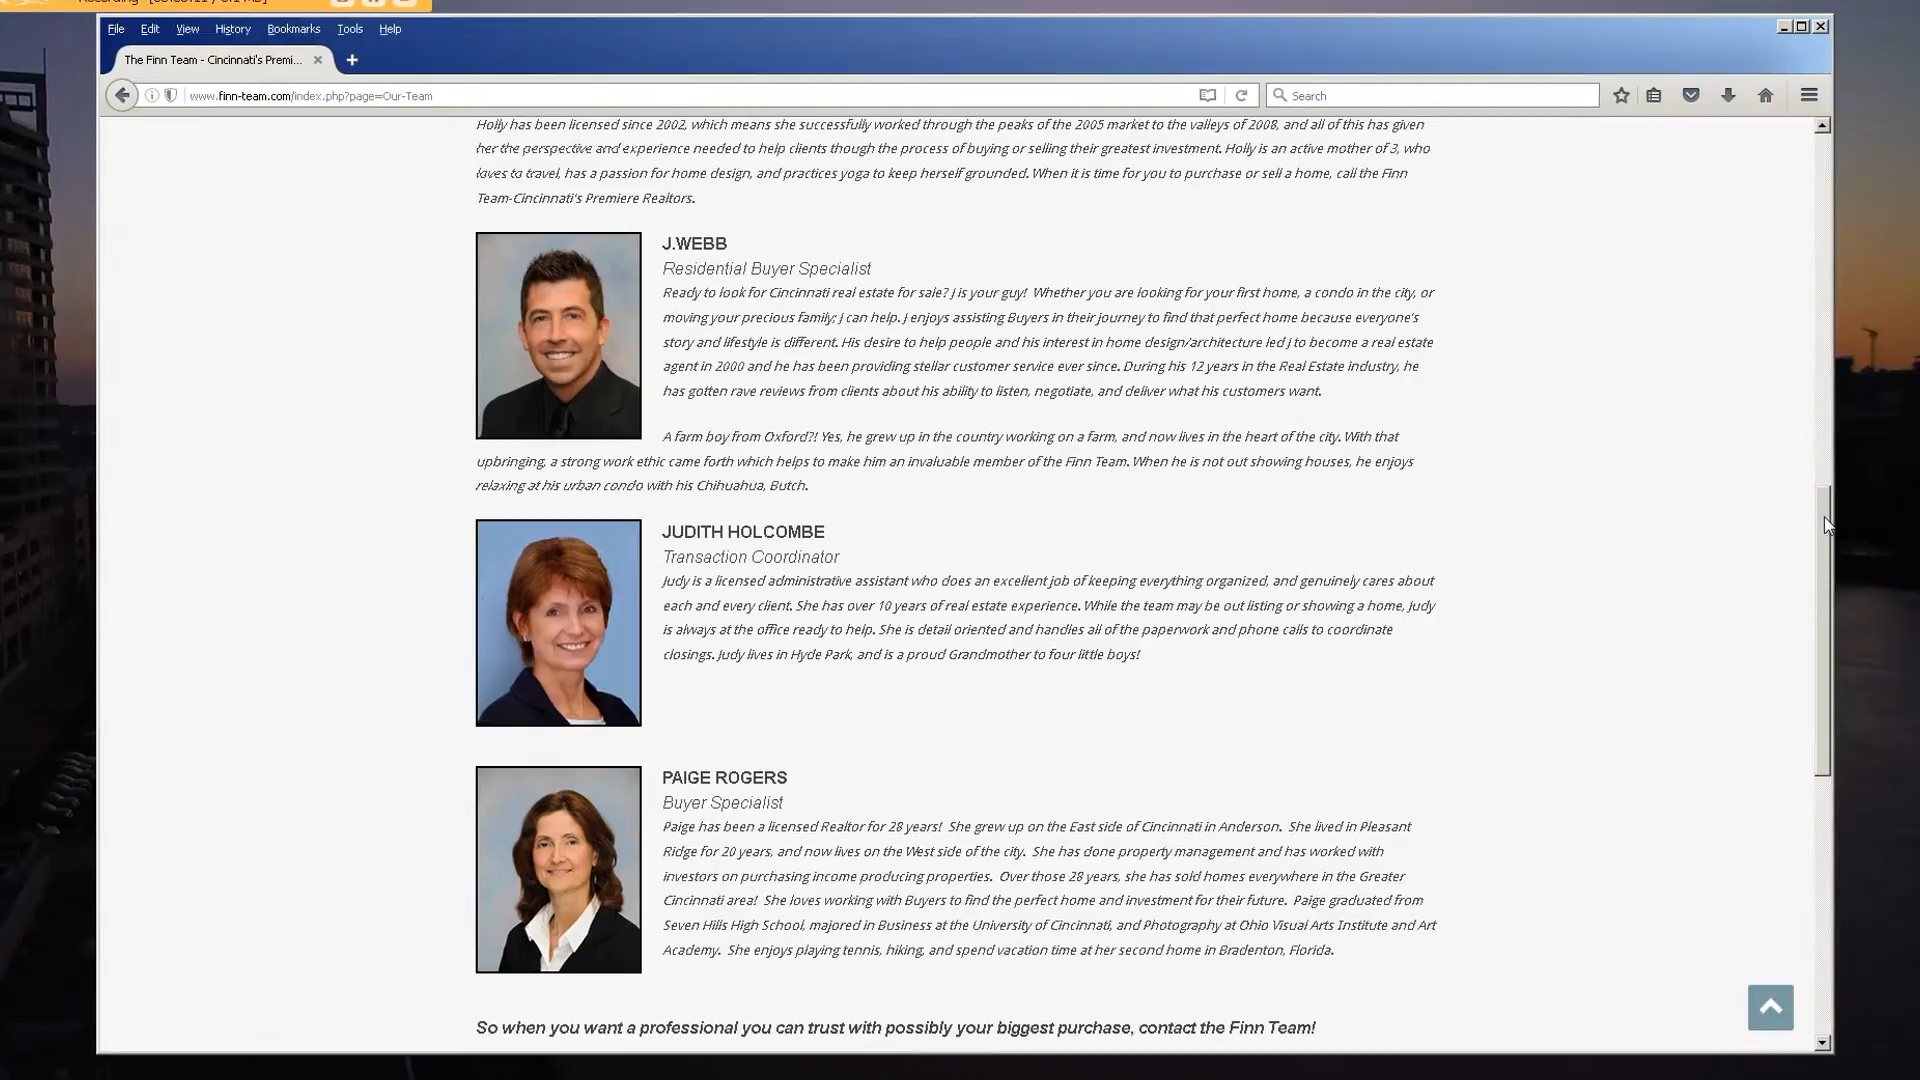 File Edit View History Bookmarks Tools Help
The Finn Team - Cincinnati's Premi...
www.finn-team.com/index.php?page=Our-Team
Search
Holly has been licensed since 2002, which means she successfully worked through the peaks of the 2005 market to the valleys of 2008, and all of this has given
her the perspective and experience needed to help clients though the process of buying or selling their greatest investment. Holly is an active mother of 3, who
loves to travel, has a passion for home design, and practices yoga to keep herself grounded. When it is time for you to purchase or sell a home, call the Finn
Team-Cincinnati's Premiere Realtors.
J.WEBB
Residential Buyer Specialist
Ready to look for Cincinnati real estate for sale? J is your guy! Whether you are looking for your first home, a condo in the city, or
moving your precious family; J can help. J enjoys assisting Buyers in their journey to find that perfect home because everyone's
story and lifestyle is different. His desire to help people and his interest in home design/architecture led J to become a real estate
agent in 2000 and he has been providing stellar customer service ever since. During his 12 years in the Real Estate industry, he
has gotten rave reviews from clients about his ability to listen, negotiate, and deliver what his customers want.
A farm boy from Oxford?! Yes, he grew up in the country working on a farm, and now lives in the heart of the city. With that
upbringing, a strong work ethic came forth which helps to make him an invaluable member of the Finn Team. When he is not out showing houses, he enjoys
relaxing at his urban condo with his Chihuahua, Butch.
JUDITH HOLCOMBE
Transaction Coordinator
Judy is a licensed administrative assistant who does an excellent job of keeping everything organized, and genuinely cares about
each and every client. She has over 10 years of real estate experience. While the team may be out listing or showing a home, Judy
is always at the office ready to help. She is detail oriented and handles all of the paperwork and phone calls to coordinate
closings. Judy lives in Hyde Park, and is a proud Grandmother to four little boys!
PAIGE ROGERS
Buyer Specialist
Paige has been a licensed Realtor for 28 years! She grew up on the East side of Cincinnati in Anderson. She lived in Pleasant
Ridge for 20 years, and now lives on the West side of the city. She has done property management and has worked with
investors on purchasing income producing properties. Over those 28 years, she has sold homes everywhere in the Greater
Cincinnati area! She loves working with Buyers to find the perfect home and investment for their future. Paige graduated from
Seven Hills High School, majored in Business at the University of Cincinnati, and Photography at Ohio Visual Arts Institute and Art
Academy. She enjoys playing tennis, hiking, and spend vacation time at her second home in Bradenton, Florida.
So when you want a professional you can trust with possibly your biggest purchase, contact the Finn Team!